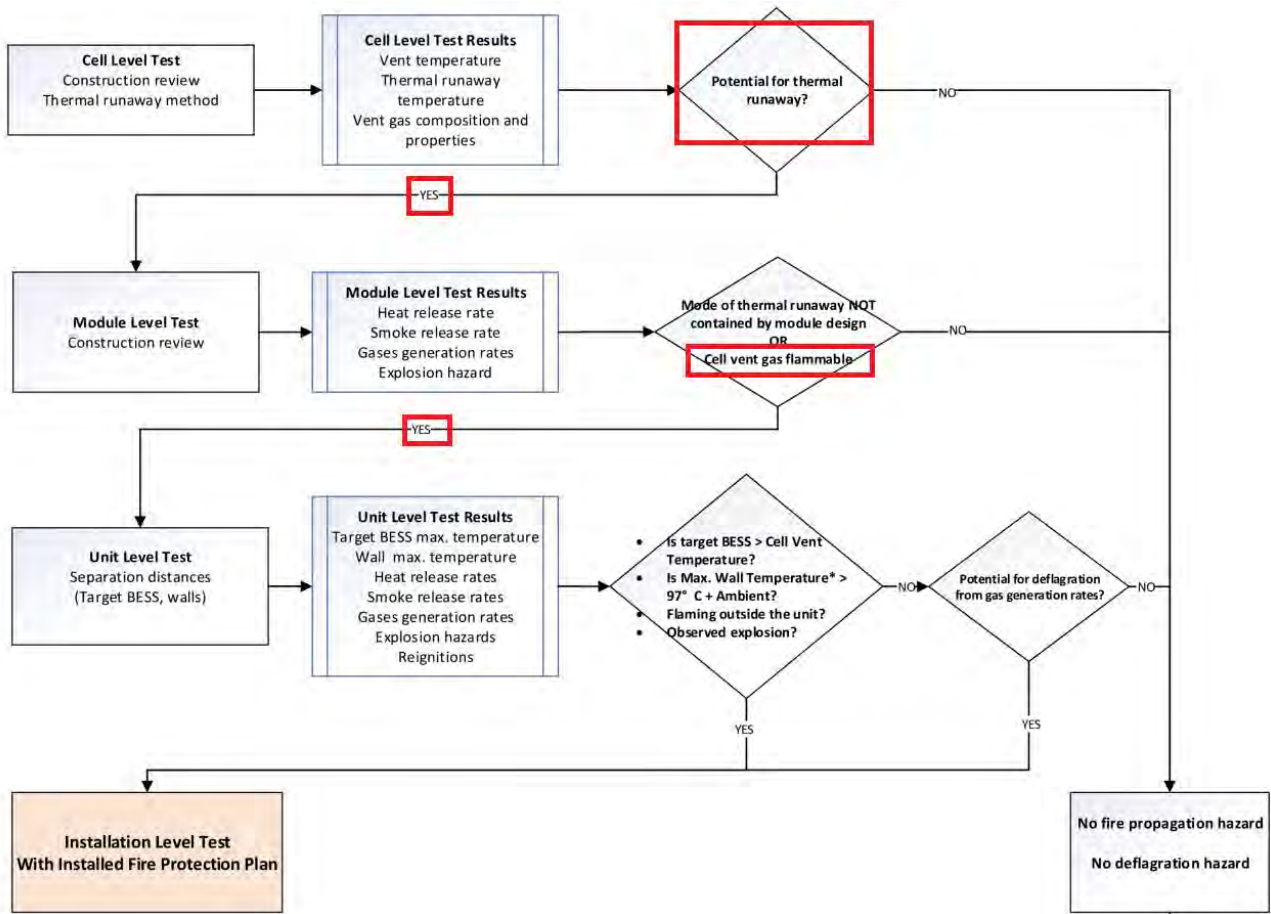 Cell Level Test
Construction review
Thermal runaway method
Cell Level Test Results
Vent temperature
Thermal runaway
temperature
Vent gas composition and
properties
Potential for thermal
runaway?
NO
YES
Module Level Test
Construction review
Module Level Test Results
Heat release rate
Smoke release rate
Gases generation rates
Explosion hazard
Mode of thermal runaway NOT
contained by module design
OR
Cell vent gas flammable
NO
YES
Unit Level Test
Separation distances
(Target BESS, walls)
Unit Level Test Results
Target BESS max. temperature
Wall max. temperature
Heat release rates
Smoke release rates
Gases generation rates
Explosion hazards
Reignitions
• Is target BESS > Cell Vent
Temperature?
• Is Max. Wall Temperature* >
97° C + Ambient?
• Flaming outside the unit?
• Observed explosion?
NO
Potential for deflagration
from gas generation rates?
NO
YES
YES
Installation Level Test
With Installed Fire Protection Plan
No fire propagation hazard
No deflagration hazard